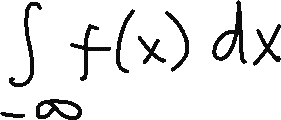 ∫_{-∞} f(x) dx